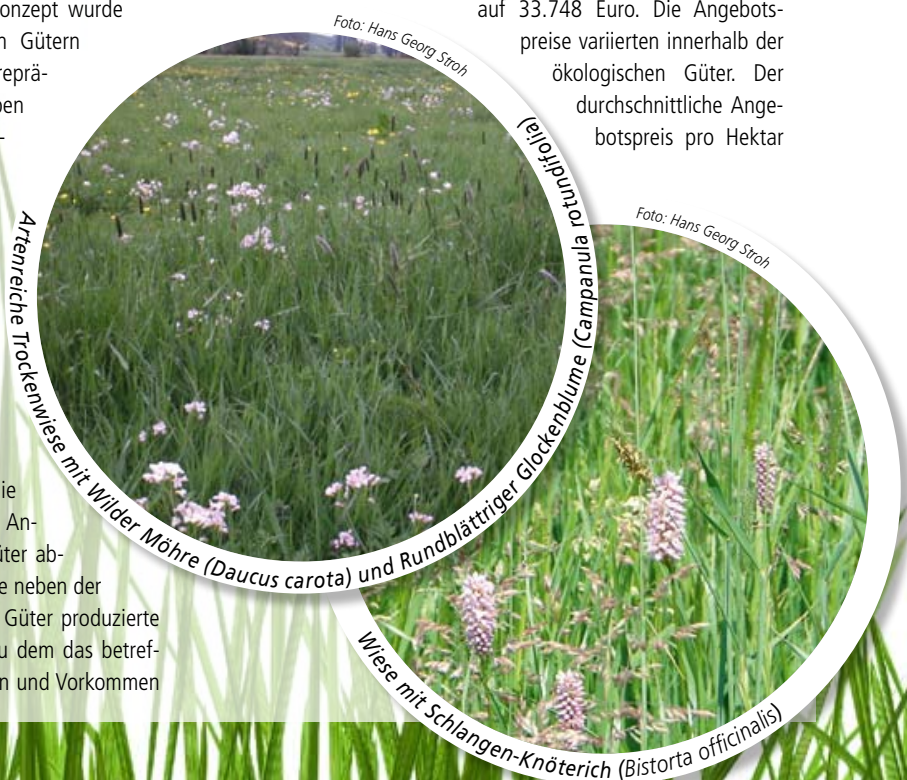 onzept wurde
n Gütern
reprä-
ben
-
ie
An-
üter ab-
e neben der
Güter produzierte
u dem das betref-
n und Vorkommen
Foto: Hans Georg Stroh
Artenreiche Trockenwiese mit Wilder Möhre (Daucus carota) und Rundblättriger Glockenblume (Campanula rotundifolia)
auf 33.748 Euro. Die Angebots-
preise variierten innerhalb der
ökologischen Güter. Der
durchschnittliche Ange-
botspreis pro Hektar
Foto: Hans Georg Stroh
Wiese mit Schlangen-Knöterich (Bistorta officinalis)